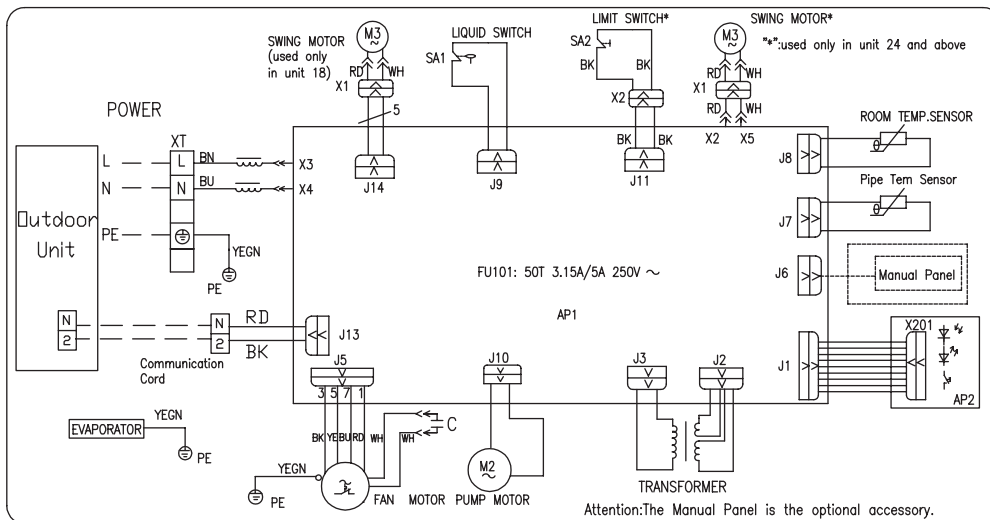 SWING MOTOR
(used only
in unit 18)
M3
~
RD
WH
X1
5
J14
LIQUID SWITCH
SA1
J9
LIMIT SWITCH*
SA2
BK
BK
X2
BK
BK
J11
SWING MOTOR*
M3
~
"*":used only in unit 24 and above
RD
WH
X1
RD
WH
X2
X5
POWER
XT
L
L
BN
X3
N
N
BU
X4
Outdoor
Unit
PE
YEGN
PE
ROOM TEMP.SENSOR
J8
θ
Pipe Tem Sensor
J7
θ
J6
Manual Panel
FU101: 50T 3.15A/5A 250V ~
AP1
N
2
N
2
RD
BK
J13
Communication
Cord
J5
3 5 7 1
BK YE BU RD
WH
WH
C
J10
J3
J2
J1
X201
AP2
EVAPORATOR
YEGN
PE
YEGN
PE
~
FAN MOTOR
M2
~
PUMP MOTOR
TRANSFORMER
Attention:The Manual Panel is the optional accessory.